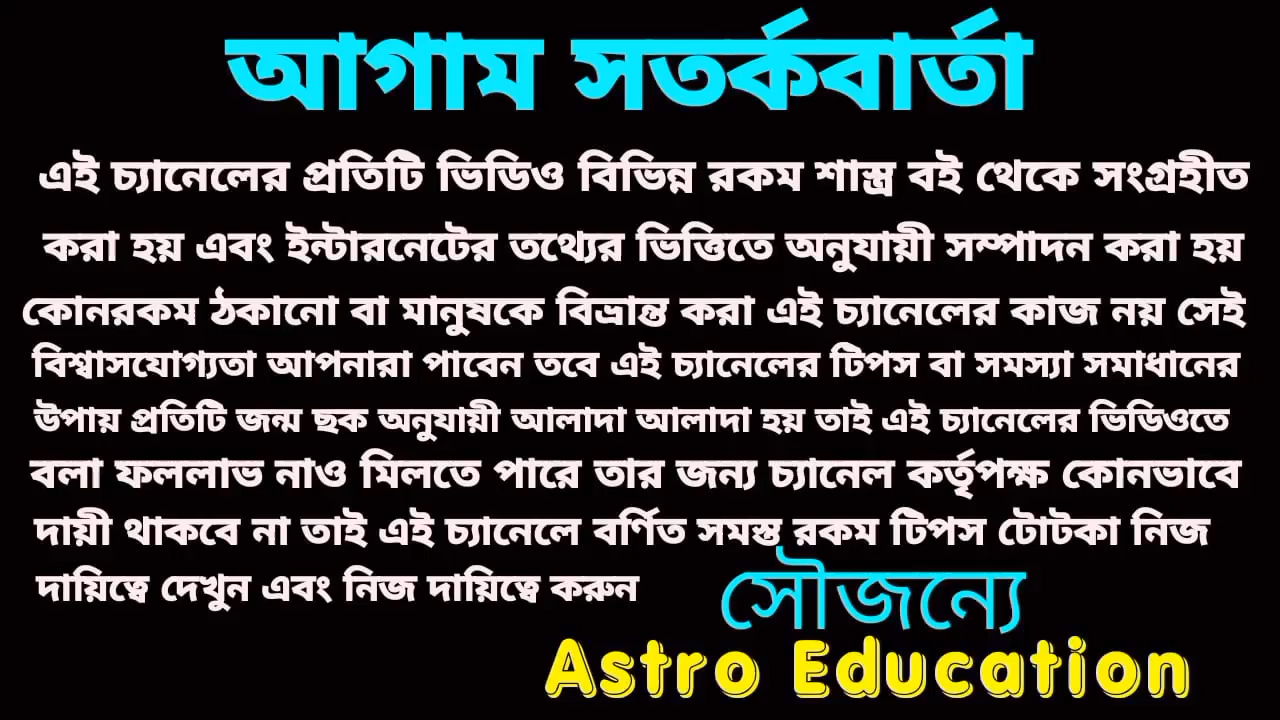 আগাম সতর্কবার্তা
এই চ্যানেলের প্রতিটি ভিডিও বিভিন্ন রকম শাস্ত্র বই থেকে সংগ্রহীত
করা হয় এবং ইন্টারনেটের তথ্যের ভিত্তিতে অনুযায়ী সম্পাদন করা হয়
কোনরকম ঠকানো বা মানুষকে বিভ্রান্ত করা এই চ্যানেলের কাজ নয় সেই
বিশ্বাসযোগ্যতা আপনারা পাবেন তবে এই চ্যানেলের টিপস বা সমস্যা সমাধানের
উপায় প্রতিটি জন্ম ছক অনুযায়ী আলাদা আলাদা হয় তাই এই চ্যানেলের ভিডিওতে
বলা ফললাভ নাও মিলতে পারে তার জন্য চ্যানেল কর্তৃপক্ষ কোনভাবে
দায়ী থাকবে না তাই এই চ্যানেলে বর্ণিত সমস্ত রকম টিপস টোটকা নিজ
দায়িত্বে দেখুন এবং নিজ দায়িত্বে করুন
সৌজন্যে
Astro Education